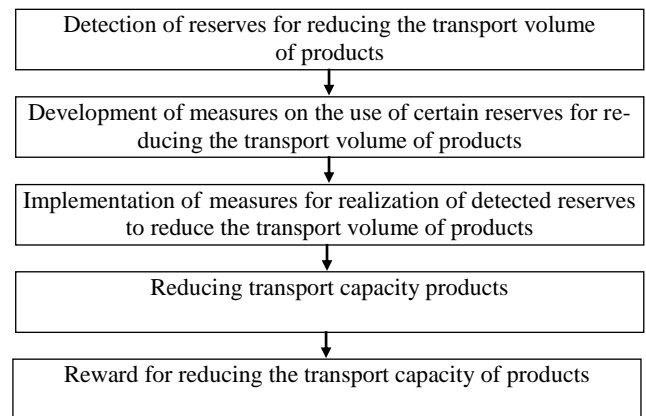 Detection of reserves for reducing the transport volume
of products
Development of measures on the use of certain reserves for re-
ducing the transport volume of products
Implementation of measures for realization of detected reserves
to reduce the transport volume of products
Reducing transport capacity products
Reward for reducing the transport capacity of products